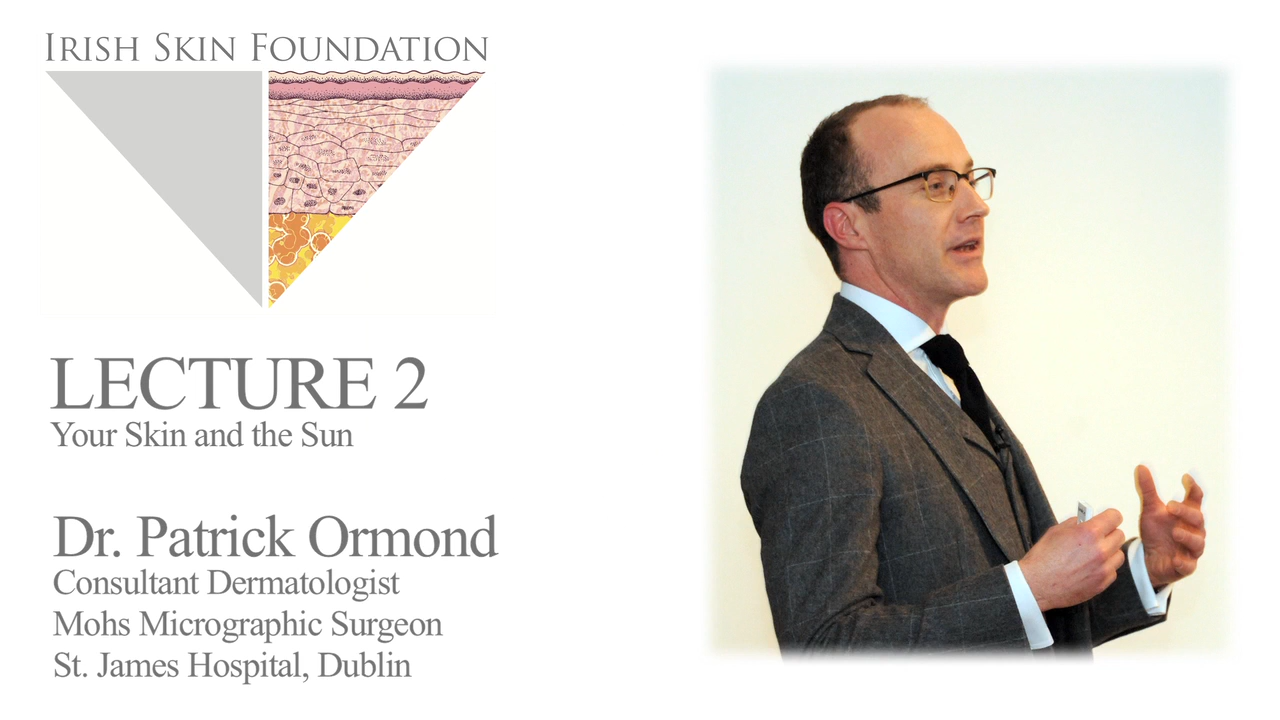 IRISH SKIN FOUNDATION
LECTURE 2
Your Skin and the Sun
Dr. Patrick Ormond
Consultant Dermatologist
Mohs Micrographic Surgeon
St. James Hospital, Dublin